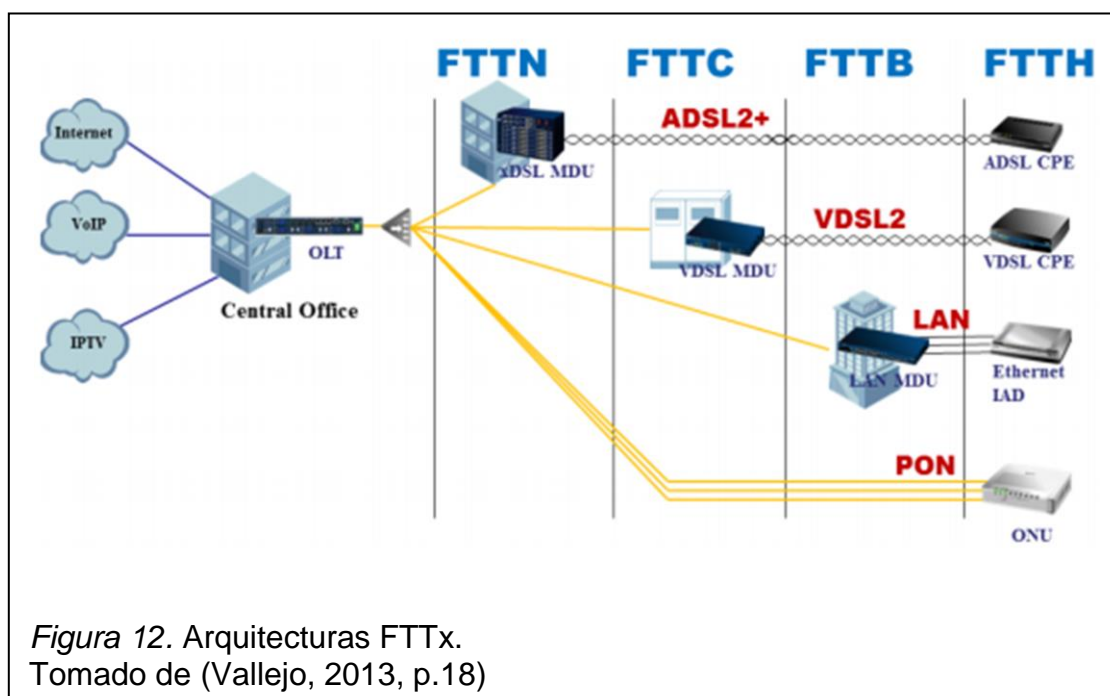 FTTN FTTC FTTB FTTH
Internet
VoIP
IPTV
OLT
Central Office
xDSL MDU
ADSL2+
ADSL CPE
VDSL MDU
VDSL2
VDSL CPE
LAN MDU
LAN
Ethernet
IAD
PON
ONU
Figura 12. Arquitecturas FTTx.
Tomado de (Vallejo, 2013, p.18)